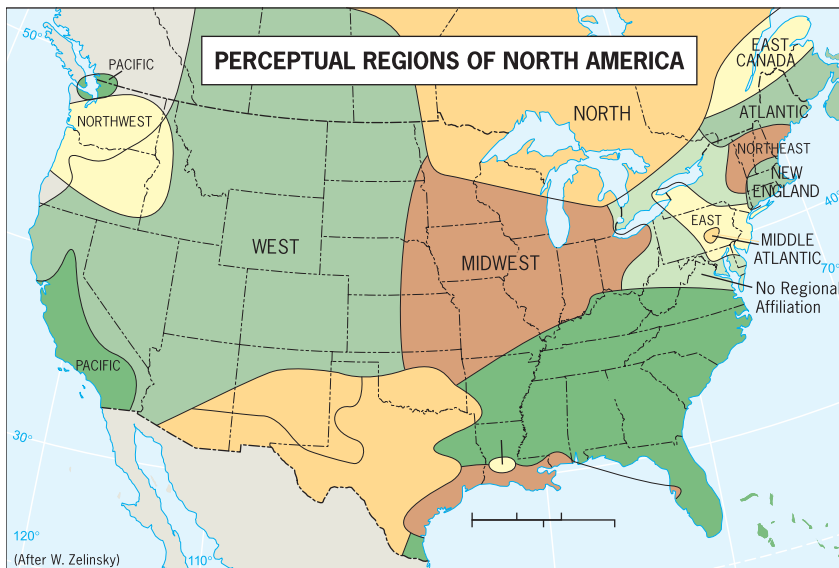 PERCEPTUAL REGIONS OF NORTH AMERICA
50°
PACIFIC
NORTHWEST
EAST
CANADA
NORTH
ATLANTIC
NORTHEAST
NEW
ENGLAND
40°
EAST
WEST
MIDWEST
MIDDLE
ATLANTIC
70°
No Regional
Affiliation
PACIFIC
30°
120°
110°
(After W. Zelinsky)